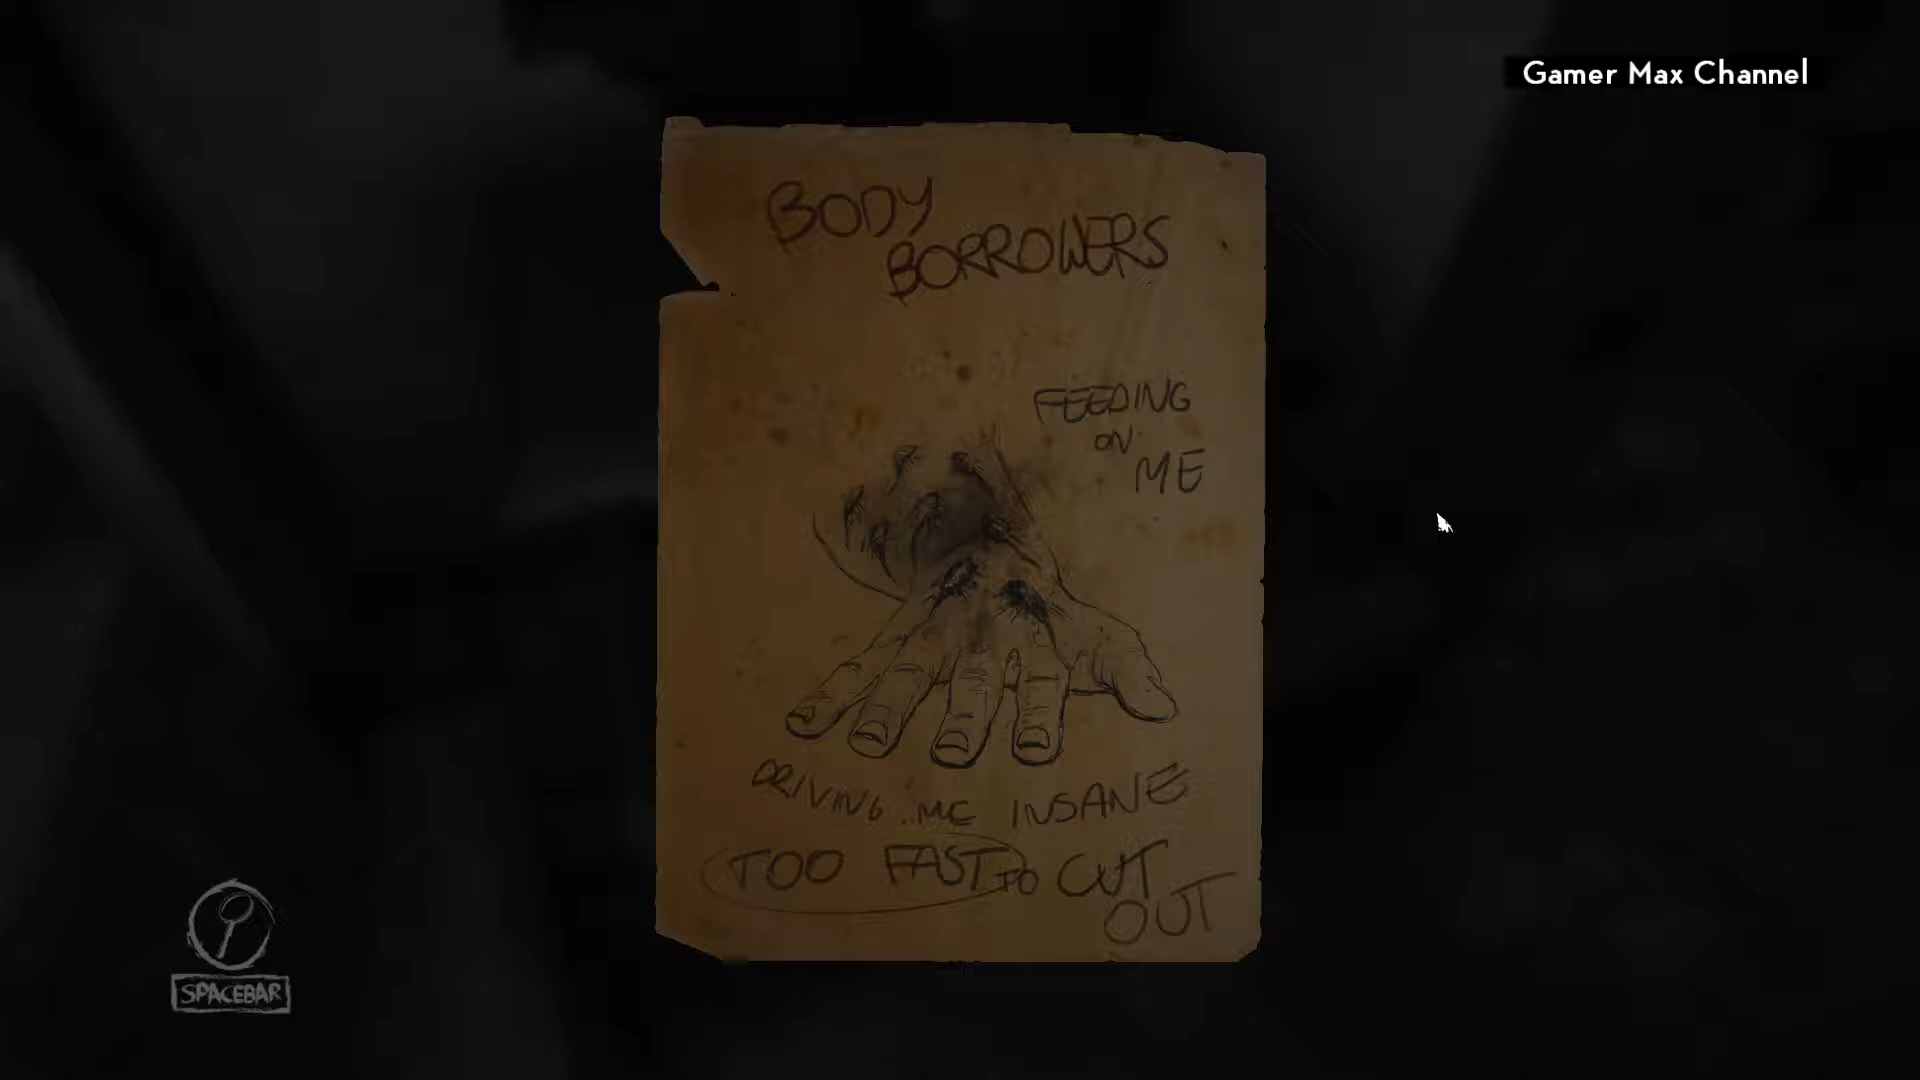 Gamer Max Channel
BODY
BORROWERS
FEEDING
ON
ME
DRIVING ME INSANE
TOO FAST TO CUT
OUT
SPACEBAR